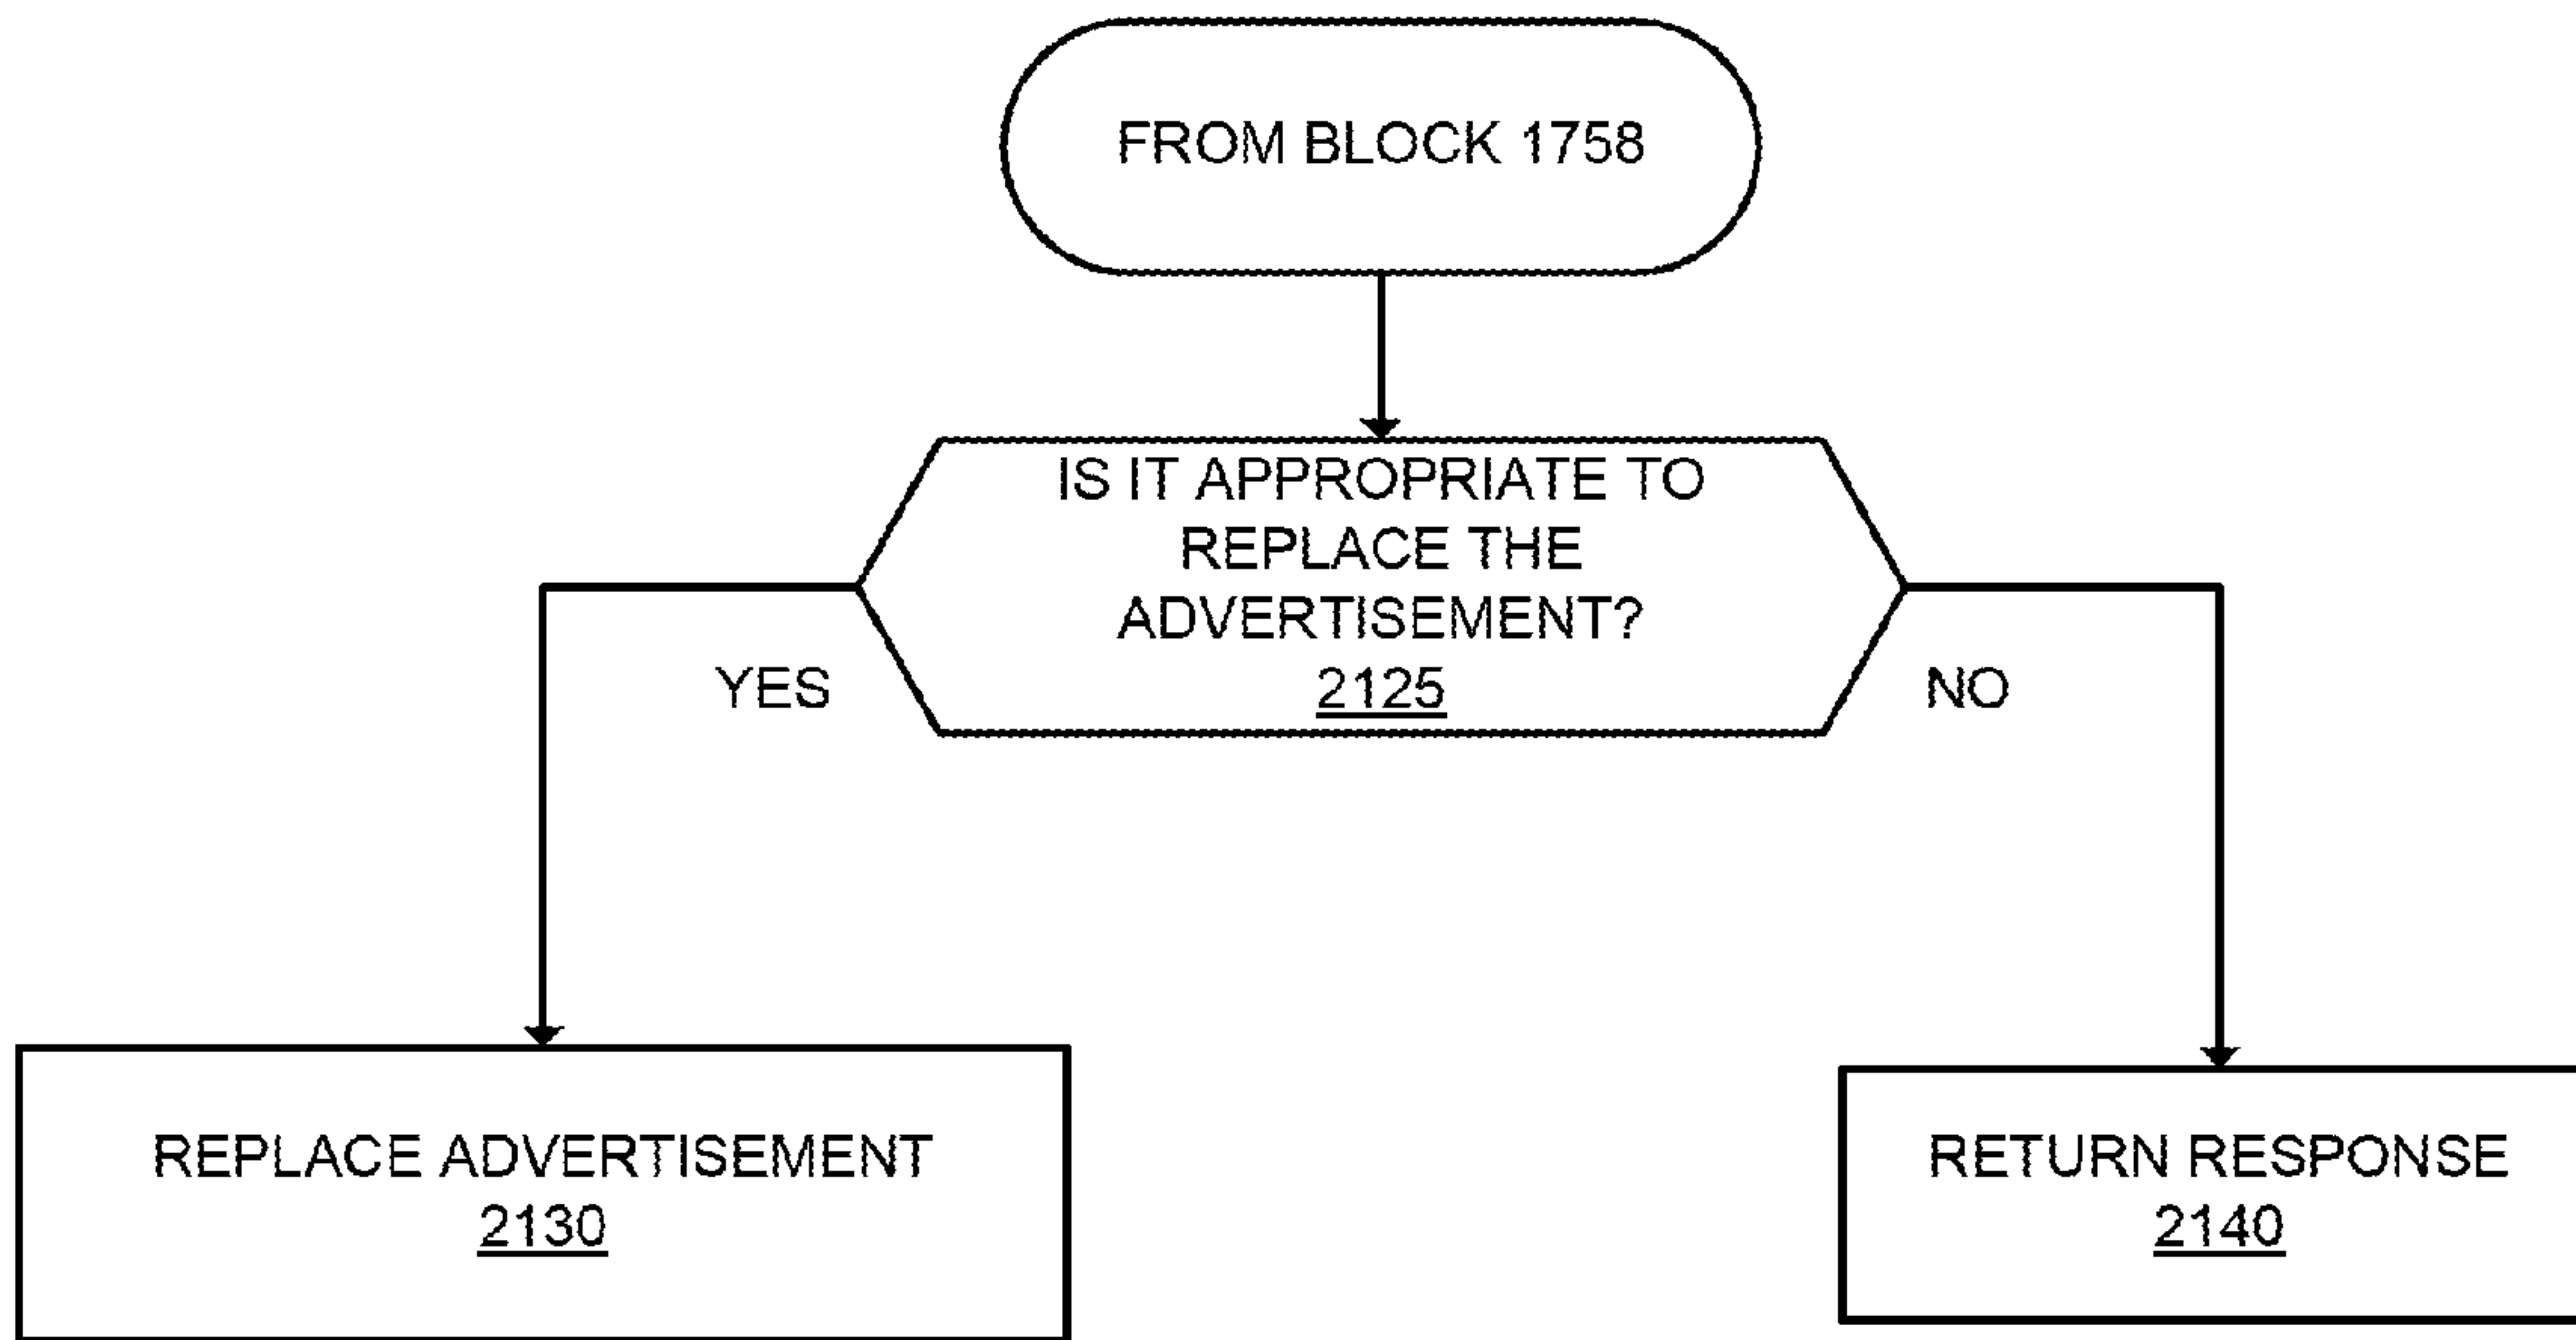 FROM BLOCK 1758
IS IT APPROPRIATE TO
REPLACE THE
ADVERTISEMENT?
2125
YES
NO
REPLACE ADVERTISEMENT
2130
RETURN RESPONSE
2140